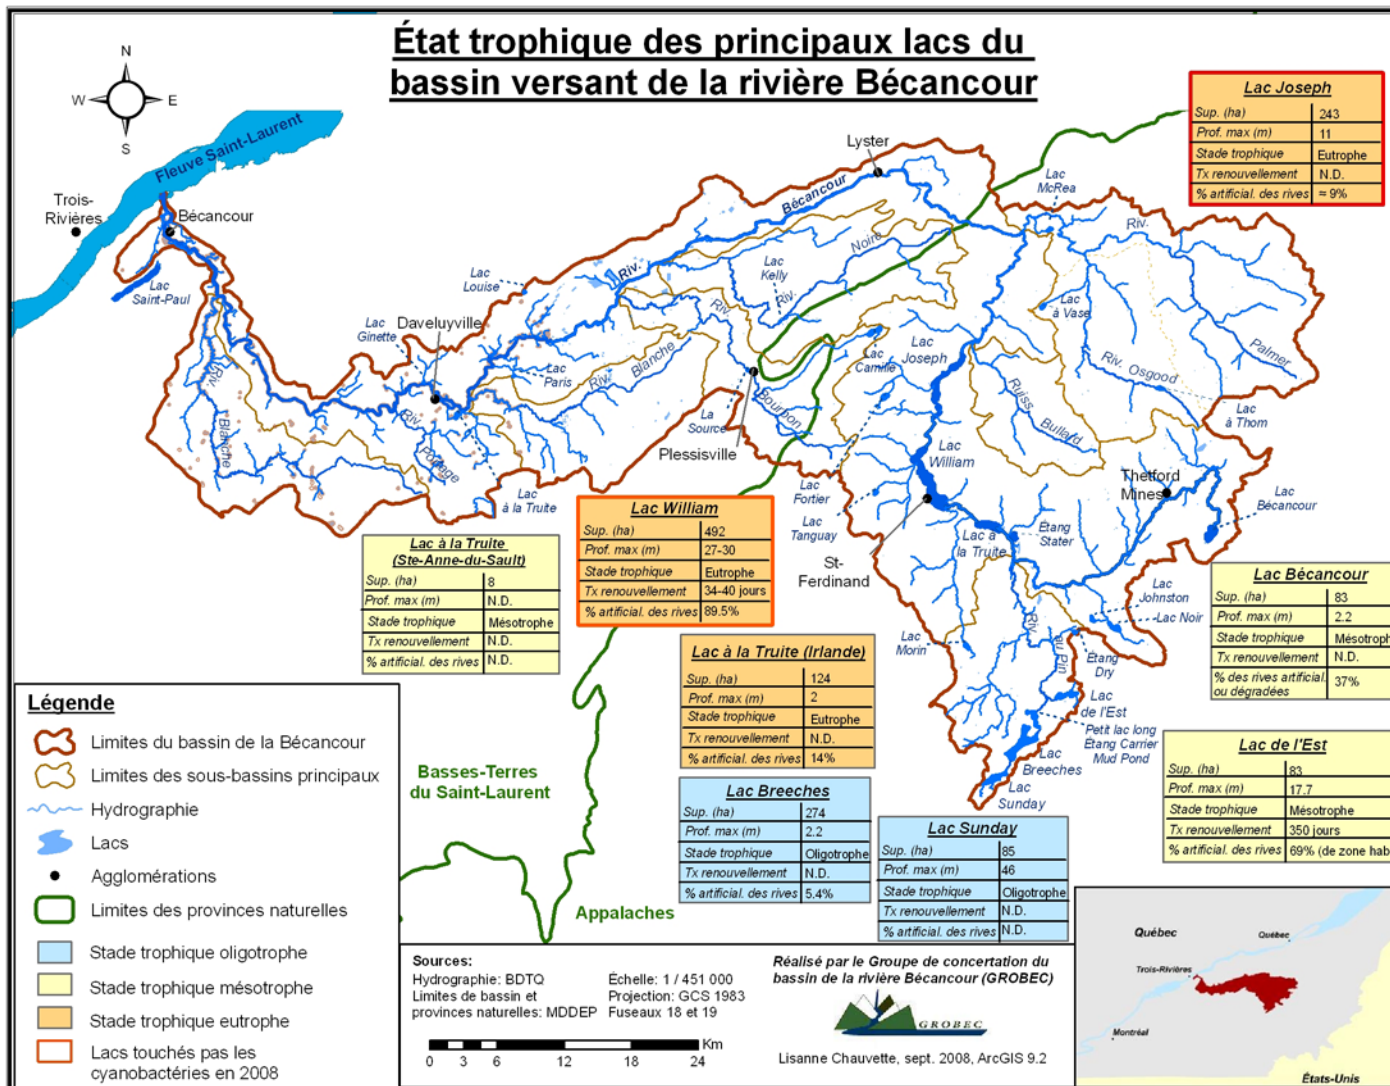 État trophique des principaux lacs du
bassin versant de la rivière Bécancour
N
W
E
S
Fleuve Saint-Laurent
Trois-
Rivières
Bécancour
Lac
Saint-Paul
Lac
Louise
Lac
Ginette
Daveluyville
Lac
Paris
Riv.
Blanche
Riv.
Portage
Lac
à la Truite
Riv.
Blanche
Riv.
Riv.
Bécancour
Lyster
Lac
Kelly
Riv.
Noire
La
Source
Bourbon
Plessisville
Lac
McRea
Riv.
Palmer
Lac
à Vase
Riv. Osgood
Lac
à Thom
Lac
Camille
Lac
Joseph
Ruiss.
Bullard
Lac
William
Lac
Fortier
Lac
Tanguay
St-
Ferdinand
Lac à
la Truite
Étang
Stater
Thetford
Mines
Lac
Bécancour
Lac
Johnston
Lac Noir
Lac
Morin
Riv.
au Pin
Étang
Dry
Lac
de l'Est
Petit lac long
Étang Carrier
Mud Pond
Lac
Breeches
Lac
Sunday
Lac Joseph
Sup. (ha) 243
Prof. max (m) 11
Stade trophique Eutrophe
Tx renouvellement N.D.
% artificial. des rives ≈ 9%
Lac William
Sup. (ha) 492
Prof. max (m) 27-30
Stade trophique Eutrophe
Tx renouvellement 34-40 jours
% artificial. des rives 89.5%
Lac à la Truite
(Ste-Anne-du-Sault)
Sup. (ha) 8
Prof. max (m) N.D.
Stade trophique Mésotrophe
Tx renouvellement N.D.
% artificial. des rives N.D.
Lac à la Truite (Irlande)
Sup. (ha) 124
Prof. max (m) 2
Stade trophique Eutrophe
Tx renouvellement N.D.
% artificial. des rives 14%
Lac Bécancour
Sup. (ha) 83
Prof. max (m) 2.2
Stade trophique Mésotroph
Tx renouvellement N.D.
% des rives artificial.
ou dégradées 37%
Lac de l'Est
Sup. (ha) 83
Prof. max (m) 17.7
Stade trophique Mésotrophe
Tx renouvellement 350 jours
% artificial. des rives 69% (de zone hab
Lac Breeches
Sup. (ha) 274
Prof. max (m) 2.2
Stade trophique Oligotrophe
Tx renouvellement N.D.
% artificial. des rives 5.4%
Lac Sunday
Sup. (ha) 85
Prof. max (m) 46
Stade trophique Oligotrophe
Tx renouvellement N.D.
% artificial. des rives N.D.
Basses-Terres
du Saint-Laurent
Appalaches
Légende
Limites du bassin de la Bécancour
Limites des sous-bassins principaux
Hydrographie
Lacs
Agglomérations
Limites des provinces naturelles
Stade trophique oligotrophe
Stade trophique mésotrophe
Stade trophique eutrophe
Lacs touchés pas les
cyanobactéries en 2008
Sources:
Hydrographie: BDTQ
Limites de bassin et
provinces naturelles: MDDEP
Échelle: 1 / 451 000
Projection: GCS 1983
Fuseaux 18 et 19
Km
0 3 6 12 18 24
Réalisé par le Groupe de concertation du
bassin de la rivière Bécancour (GROBEC)
GROBEC
Lisanne Chauvette, sept. 2008, ArcGIS 9.2
Québec
Québec
Trois-Rivières
Montréal
États-Unis